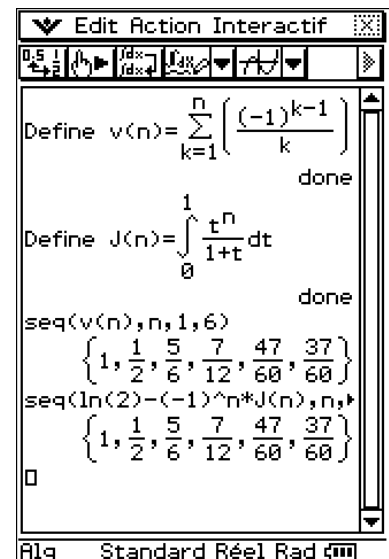 Edit Action Interactif
Define v(n)=∑_{k=1}^{n}((-1)^{k-1}/k)
done
Define J(n)=∫_{0}^{1} t^n/(1+t) dt
done
seq(v(n),n,1,6)
{1, 1/2, 5/6, 7/12, 47/60, 37/60}
seq(ln(2)-(-1)^n*J(n),n,
{1, 1/2, 5/6, 7/12, 47/60, 37/60}
Alg Standard Réel Rad